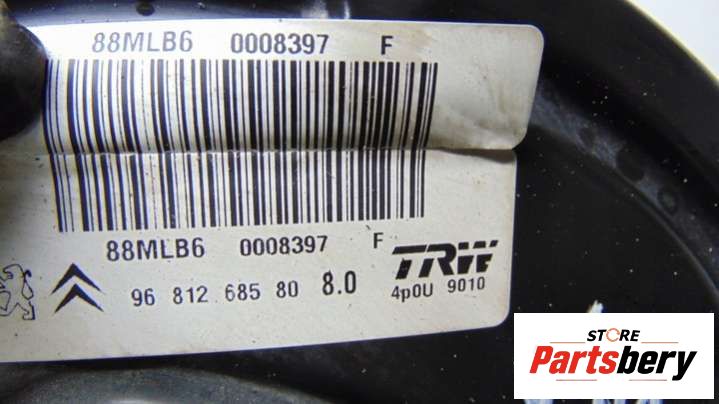 88MLB6 0008397 F
88MLB6 0008397 F
TRW
96 812 685 80 8.0 4p0U 9010
STORE
Partsbery